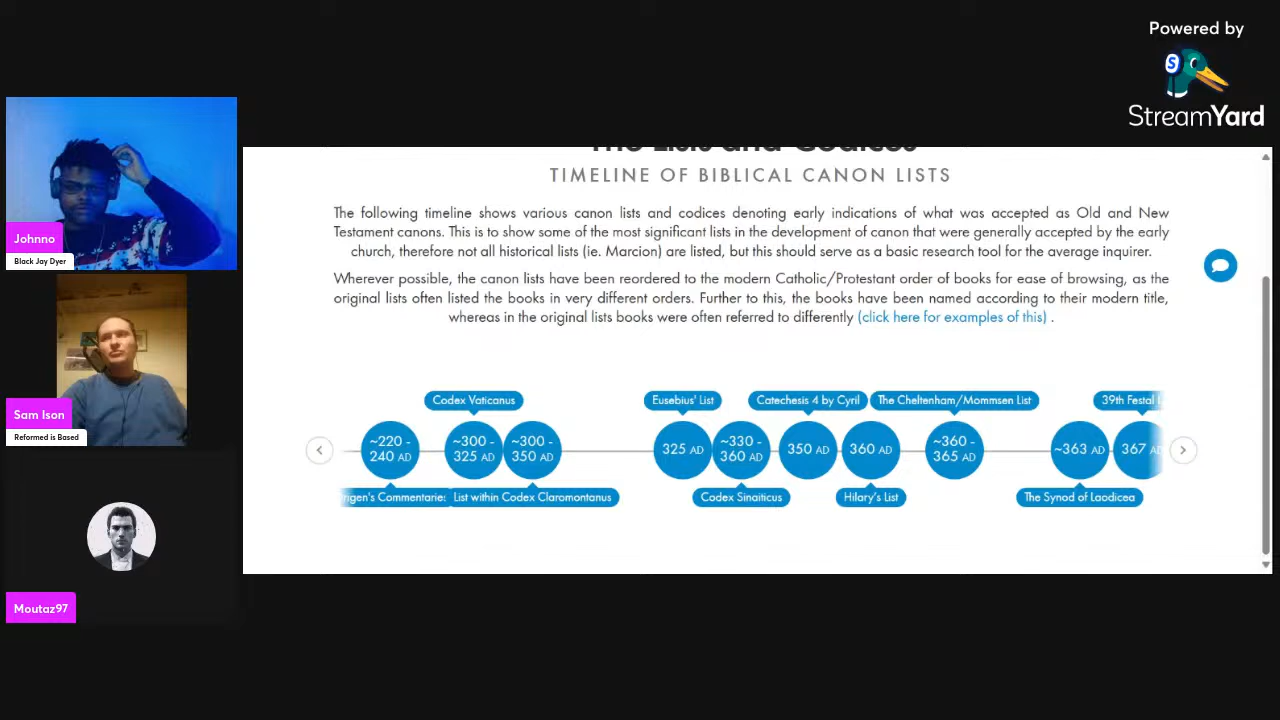 Powered by
StreamYard
Johnno
Black Jay Dyer
Sam Ison
Reformed is Based
Moutaz97
The Lists and Codices
TIMELINE OF BIBLICAL CANON LISTS
The following timeline shows various canon lists and codices denoting early indications of what was accepted as Old and New
Testament canons. This is to show some of the most significant lists in the development of canon that were generally accepted by the early
church, therefore not all historical lists (ie. Marcion) are listed, but this should serve as a basic research tool for the average inquirer.
Wherever possible, the canon lists have been reordered to the modern Catholic/Protestant order of books for ease of browsing, as the
original lists often listed the books in very different orders. Further to this, the books have been named according to their modern title,
whereas in the original lists books were often referred to differently (click here for examples of this) .
Codex Vaticanus
Eusebius' List
Catechesis 4 by Cyril
The Cheltenham/Mommsen List
39th Festal
~220 -
240 AD
~300 -
325 AD
~300 -
350 AD
325 AD
~330 -
360 AD
350 AD
360 AD
~360 -
365 AD
~363 AD
367 AD
Commentaries
List within Codex Claromontanus
Codex Sinaiticus
Hilary's List
The Synod of Laodicea